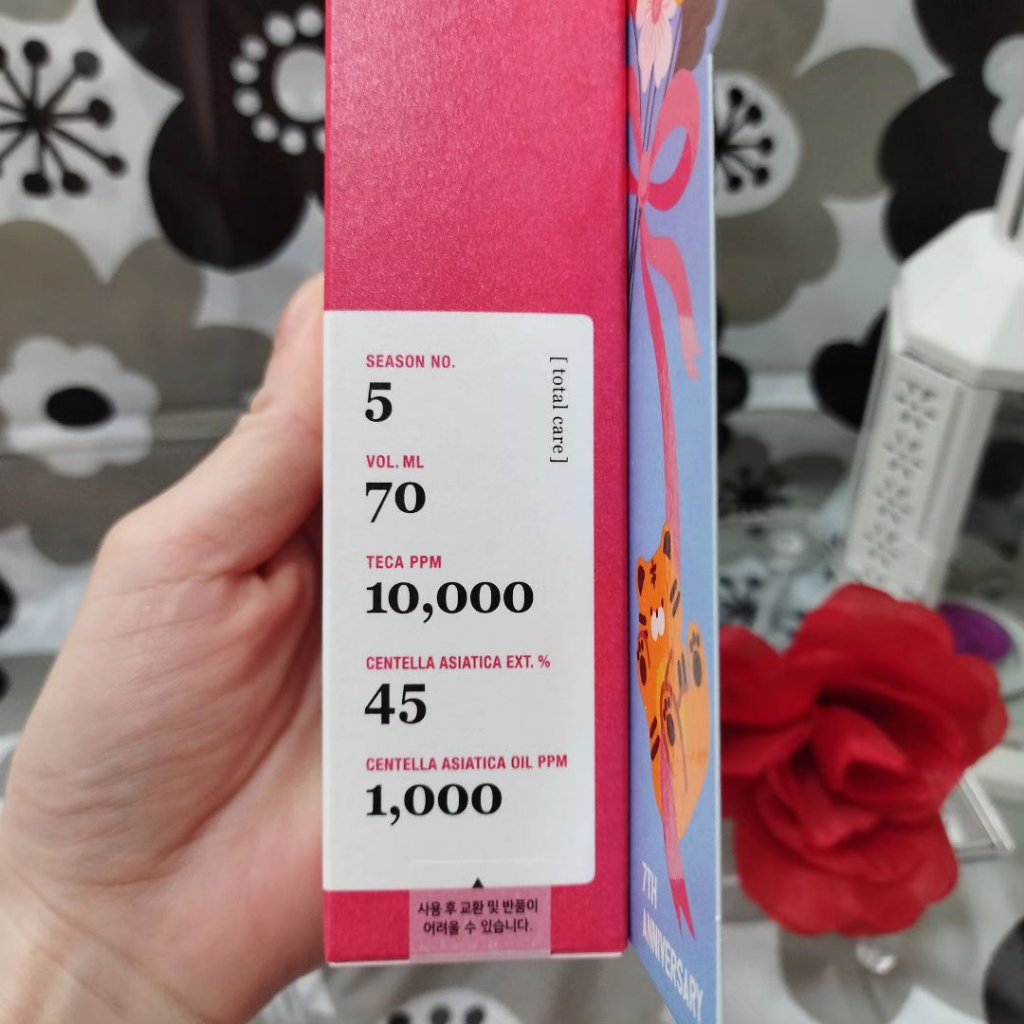 SEASON NO.
5
[total care]
VOL. ML
70
TECA PPM
10,000
CENTELLA ASIATICA EXT. %
45
CENTELLA ASIATICA OIL PPM
1,000
사용 후 교환 및 반품이
어려울 수 있습니다.
7TH
ANNIVERSARY